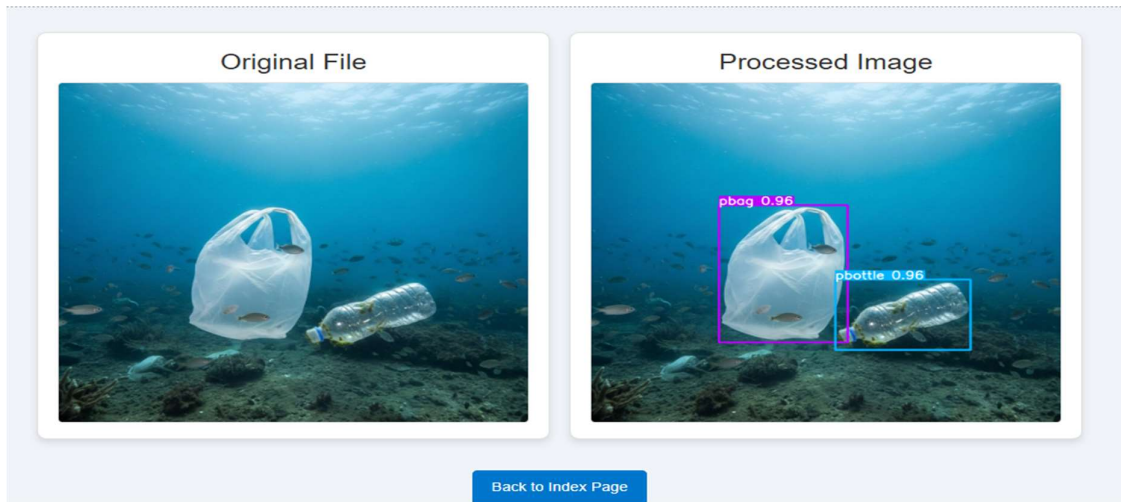 Original File
Processed Image
pbag 0.96
pbottle 0.96
Back to Index Page